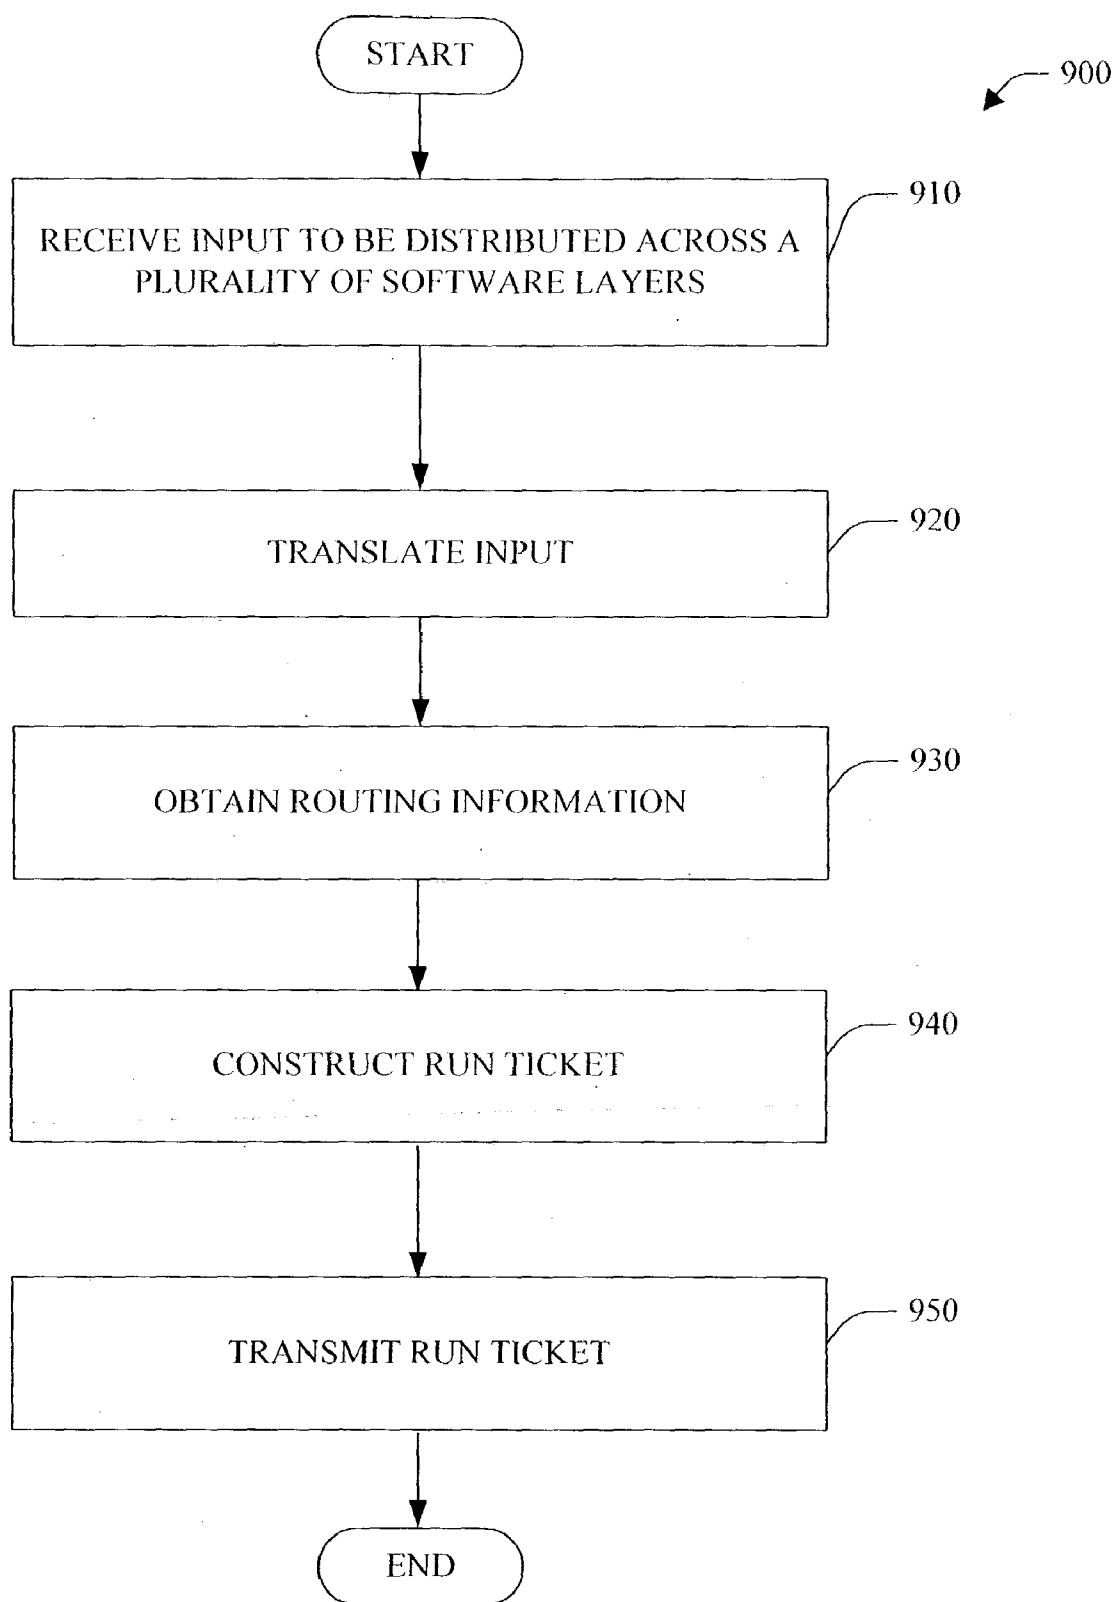 START
900
910
RECEIVE INPUT TO BE DISTRIBUTED ACROSS A
PLURALITY OF SOFTWARE LAYERS
920
TRANSLATE INPUT
930
OBTAIN ROUTING INFORMATION
940
CONSTRUCT RUN TICKET
950
TRANSMIT RUN TICKET
END